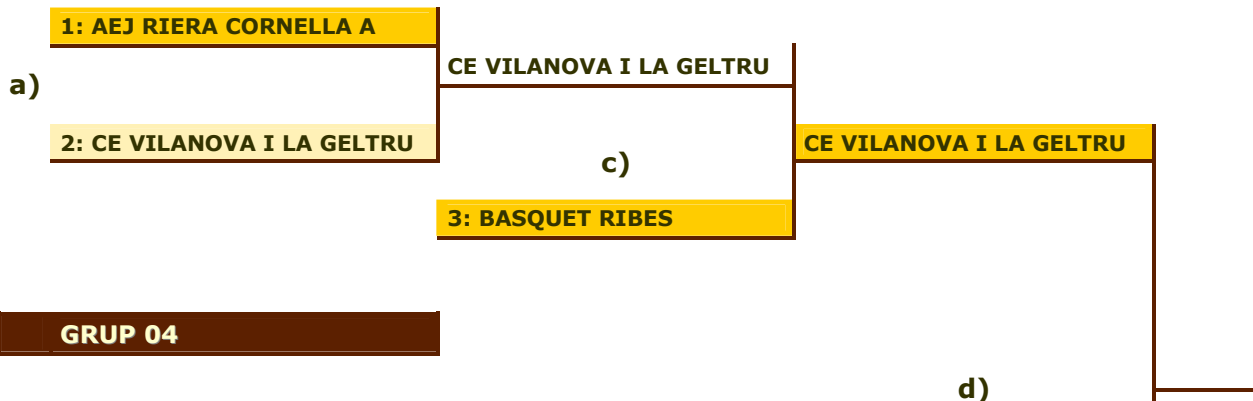 1: AEJ RIERA CORNELLA A
CE VILANOVA I LA GELTRU
a)
2: CE VILANOVA I LA GELTRU
CE VILANOVA I LA GELTRU
c)
3: BASQUET RIBES
GRUP 04
d)